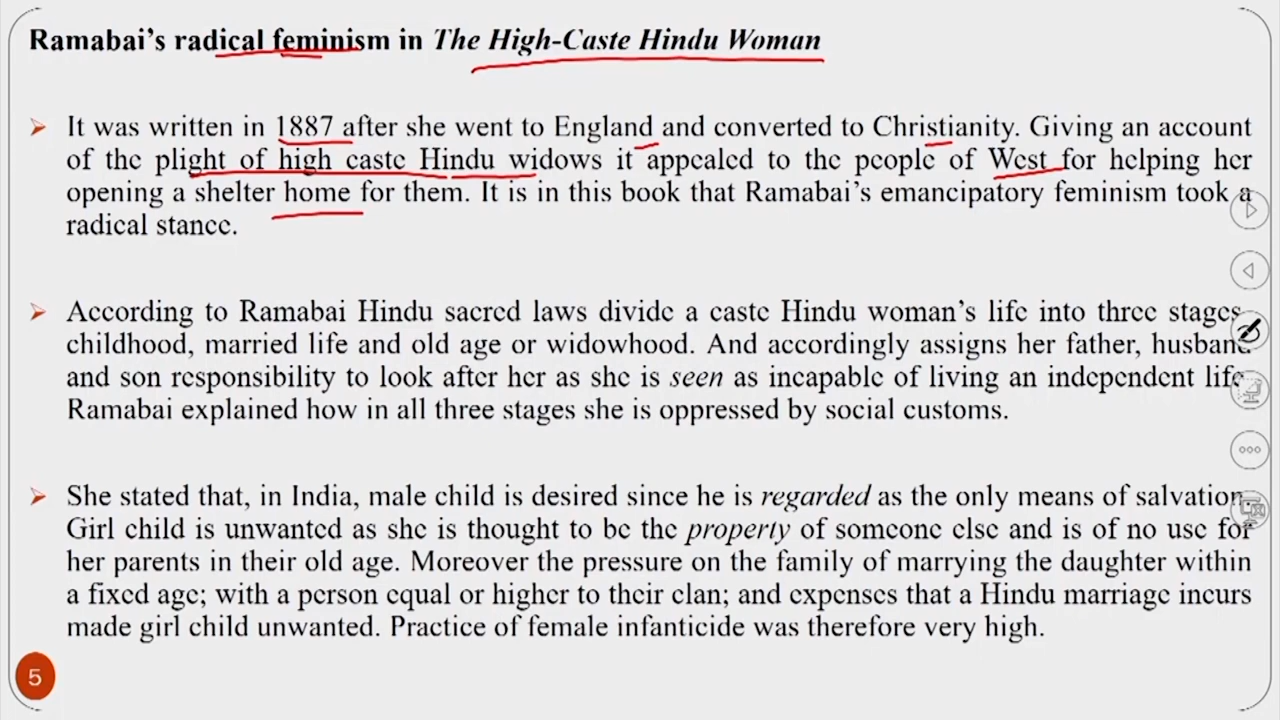 Ramabai's radical feminism in The High-Caste Hindu Woman
It was written in 1887 after she went to England and converted to Christianity. Giving an account
of the plight of high caste Hindu widows it appealed to the people of West for helping her
opening a shelter home for them. It is in this book that Ramabai's emancipatory feminism took a
radical stance.
According to Ramabai Hindu sacred laws divide a caste Hindu woman's life into three stages
childhood, married life and old age or widowhood. And accordingly assigns her father, husband
and son responsibility to look after her as she is seen as incapable of living an independent life
Ramabai explained how in all three stages she is oppressed by social customs.
She stated that, in India, male child is desired since he is regarded as the only means of salvation
Girl child is unwanted as she is thought to be the property of someone else and is of no use for
her parents in their old age. Moreover the pressure on the family of marrying the daughter within
a fixed age; with a person equal or higher to their clan; and expenses that a Hindu marriage incurs
made girl child unwanted. Practice of female infanticide was therefore very high.
5